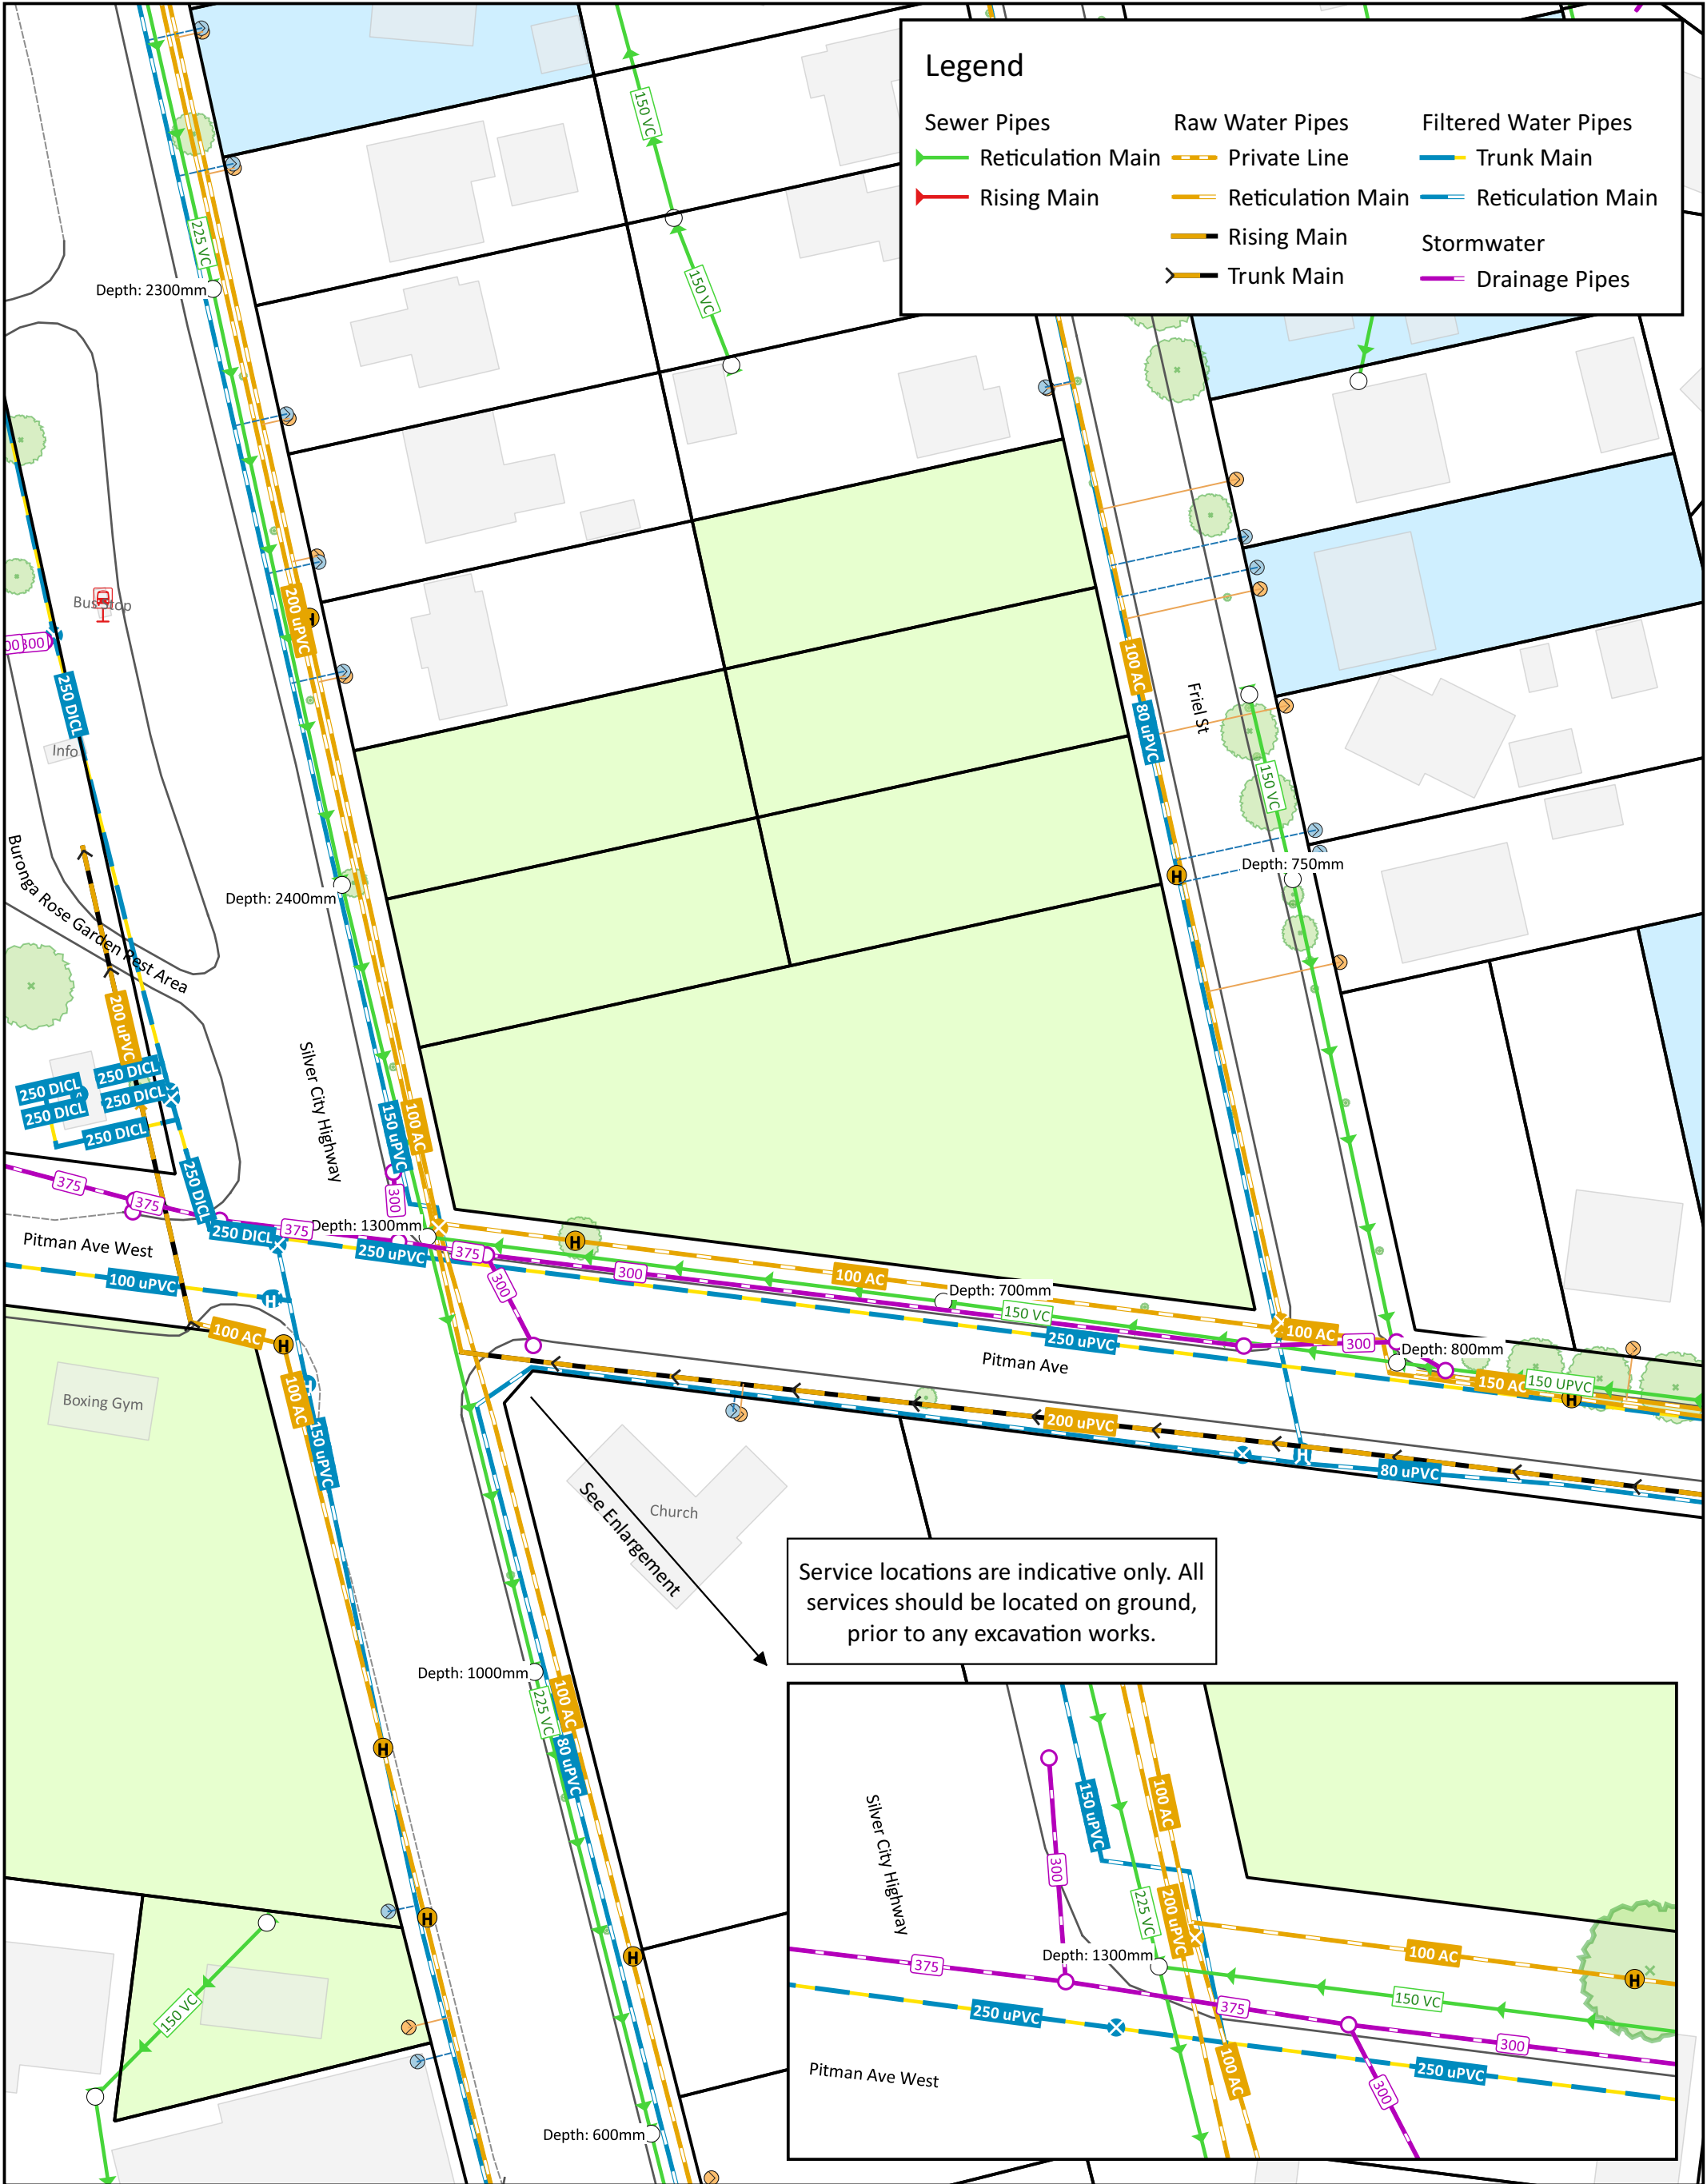 Legend
Sewer Pipes
Reticulation Main
Rising Main
Raw Water Pipes
Private Line
Reticulation Main
Rising Main
Trunk Main
Filtered Water Pipes
Trunk Main
Reticulation Main
Stormwater
Drainage Pipes
150 VC
150 VC
225 VC
Depth: 2300mm
200 uPVC
H
Bus Stop
300
250 DICL
Info
100 AC
80 uPVC
Friel St
150 VC
Depth: 750mm
H
Depth: 2400mm
Buronga Rose Garden Rest Area
200 uPVC
250 DICL
250 DICL
250 DICL
250 DICL
250 DICL
250 DICL
Silver City Highway
150 uPVC
100 AC
300
375
375
375
Depth: 1300mm
375
250 DICL
250 uPVC
Pitman Ave West
100 uPVC
H
H
300
300
100 AC
Depth: 700mm
150 VC
250 uPVC
100 AC
300
Depth: 800mm
150 AC
150 UPVC
H
Pitman Ave
100 AC
H
Boxing Gym
100 AC
150 uPVC
200 uPVC
H
80 uPVC
Church
See Enlargement
Service locations are indicative only. All
services should be located on ground,
prior to any excavation works.
Depth: 1000mm
225 VC
100 AC
80 uPVC
H
H
H
150 VC
Depth: 600mm
Silver City Highway
150 uPVC
100 AC
300
225 VC
200 uPVC
Depth: 1300mm
375
375
100 AC
H
150 VC
250 uPVC
300
250 uPVC
100 AC
300
Pitman Ave West